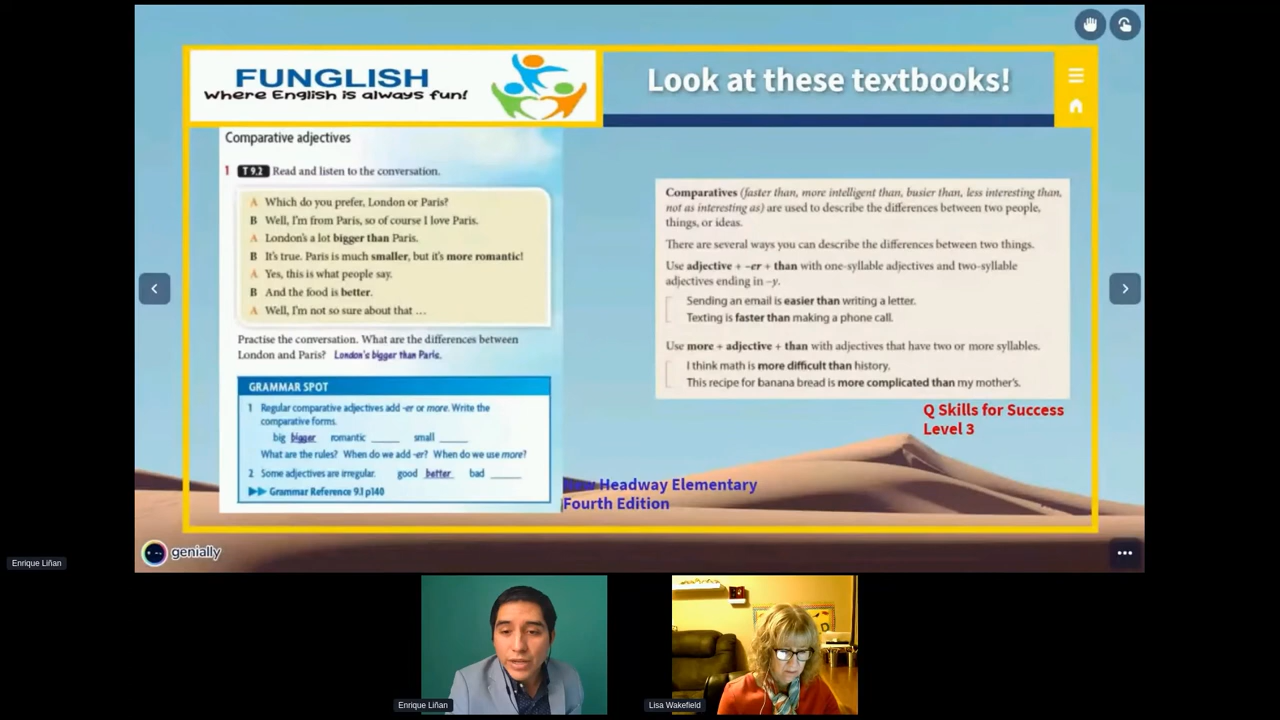 FUNGLISH
Where English is always fun!
Look at these textbooks!
Comparative adjectives
1 T 9.2 Read and listen to the conversation.
A Which do you prefer, London or Paris?
B Well, I'm from Paris, so of course I love Paris.
A London's a lot bigger than Paris.
B It's true. Paris is much smaller, but it's more romantic!
A Yes, this is what people say.
B And the food is better.
A Well, I'm not so sure about that …
Practise the conversation. What are the differences between
London and Paris? London's bigger than Paris.
GRAMMAR SPOT
1 Regular comparative adjectives add -er or more. Write the
comparative forms.
big bigger romantic ______ small ______
What are the rules? When do we add -er? When do we use more?
2 Some adjectives are irregular. good better bad ______
▶▶ Grammar Reference 9.1 p140
New Headway Elementary
Fourth Edition
Comparatives (faster than, more intelligent than, busier than, less interesting than,
not as interesting as) are used to describe the differences between two people,
things, or ideas.
There are several ways you can describe the differences between two things.
Use adjective + –er + than with one-syllable adjectives and two-syllable
adjectives ending in –y.
Sending an email is easier than writing a letter.
Texting is faster than making a phone call.
Use more + adjective + than with adjectives that have two or more syllables.
I think math is more difficult than history.
This recipe for banana bread is more complicated than my mother's.
Q Skills for Success
Level 3
genially
Enrique Liñan
Enrique Liñan
Lisa Wakefield